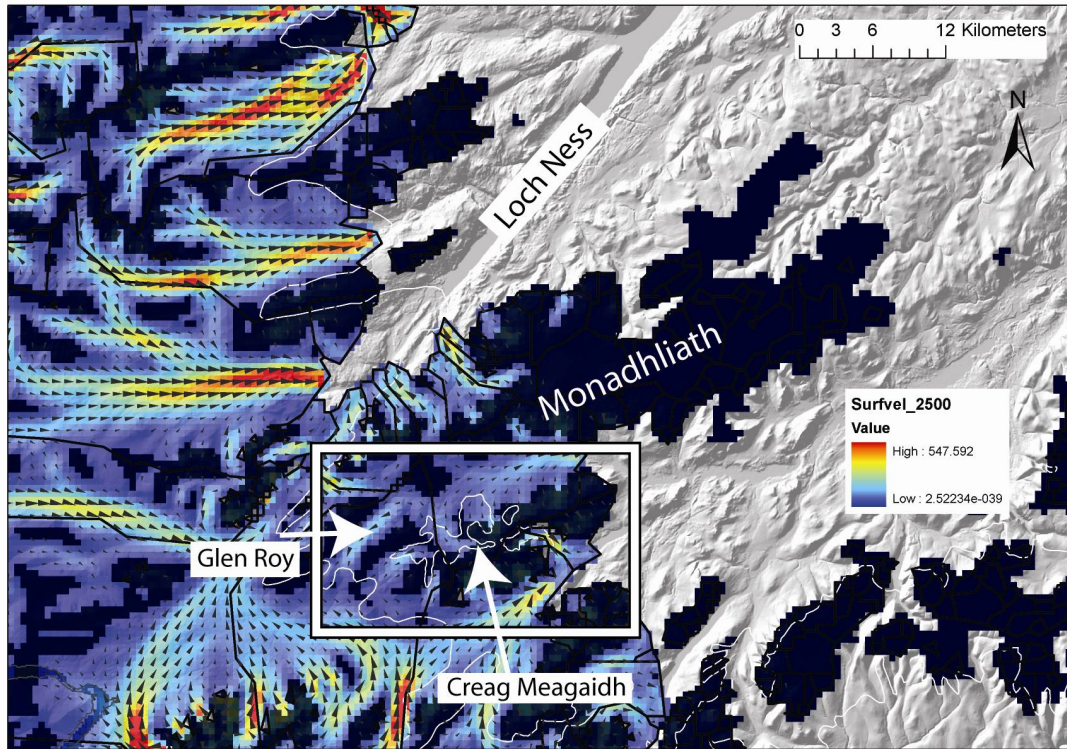 0 3 6 12 Kilometers
N
Loch Ness
Monadhliath
Surfvel_2500
Value
High : 547.592
Low : 2.52234e-039
Glen Roy
Creag Meagaidh